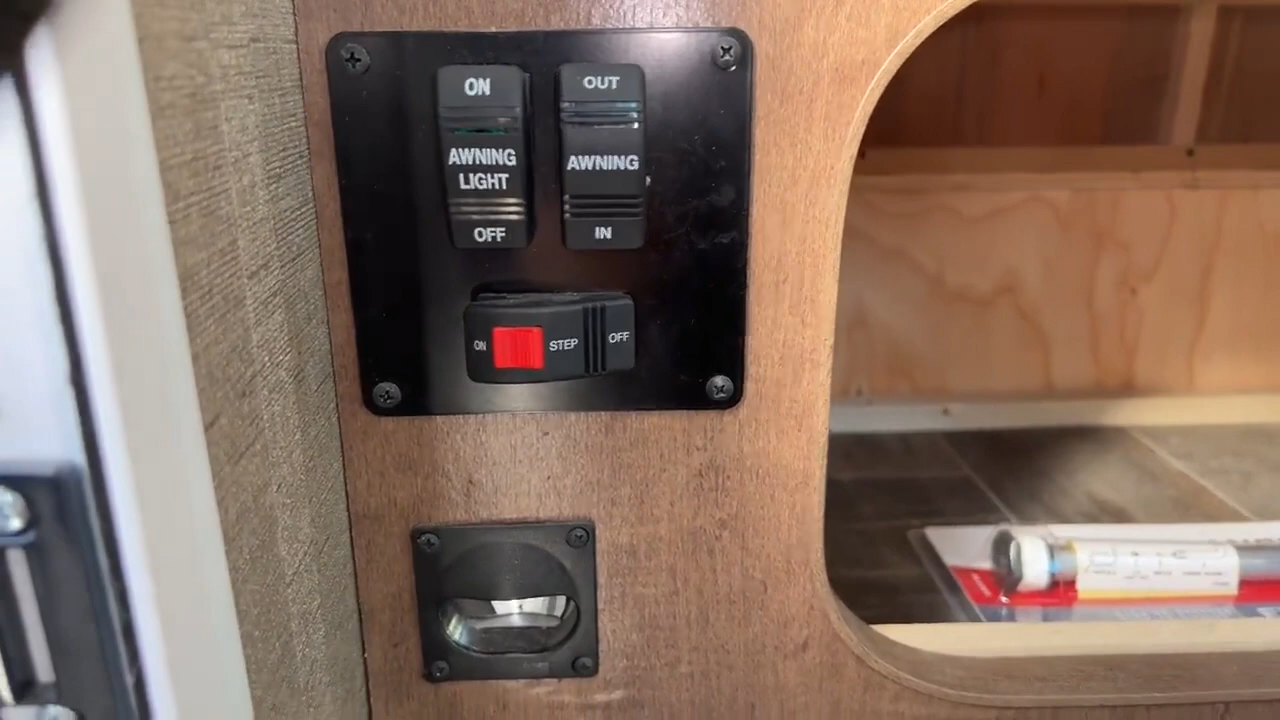 ON
AWNING
LIGHT
OFF
OUT
AWNING
IN
ON STEP OFF